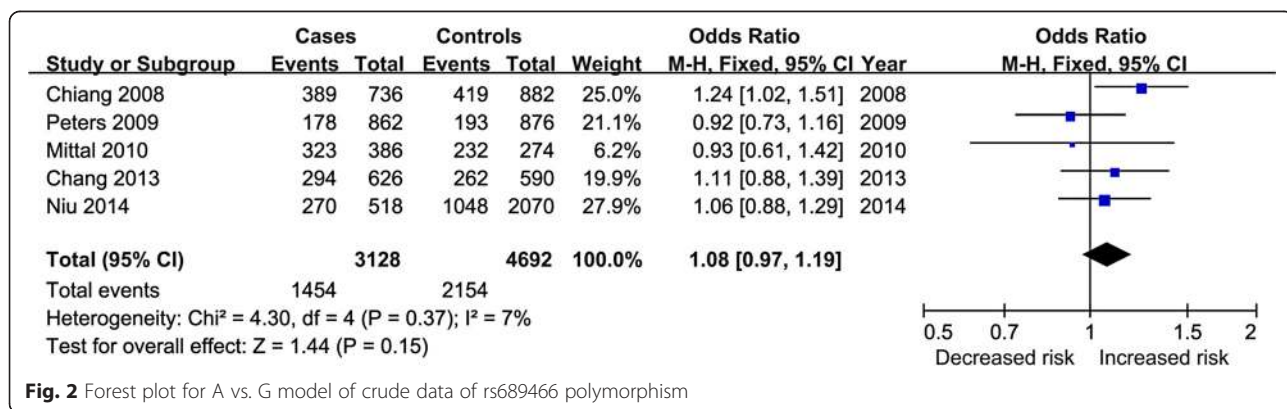 Cases Controls Odds Ratio Odds Ratio
Study or Subgroup Events Total Events Total Weight M-H, Fixed, 95% CI Year M-H, Fixed, 95% CI
Chiang 2008 389 736 419 882 25.0% 1.24 [1.02, 1.51] 2008
Peters 2009 178 862 193 876 21.1% 0.92 [0.73, 1.16] 2009
Mittal 2010 323 386 232 274 6.2% 0.93 [0.61, 1.42] 2010
Chang 2013 294 626 262 590 19.9% 1.11 [0.88, 1.39] 2013
Niu 2014 270 518 1048 2070 27.9% 1.06 [0.88, 1.29] 2014
Total (95% CI) 3128 4692 100.0% 1.08 [0.97, 1.19]
Total events 1454 2154
Heterogeneity: Chi² = 4.30, df = 4 (P = 0.37); I² = 7%
Test for overall effect: Z = 1.44 (P = 0.15)
0.5 0.7 1 1.5 2
Decreased risk Increased risk
Fig. 2 Forest plot for A vs. G model of crude data of rs689466 polymorphism